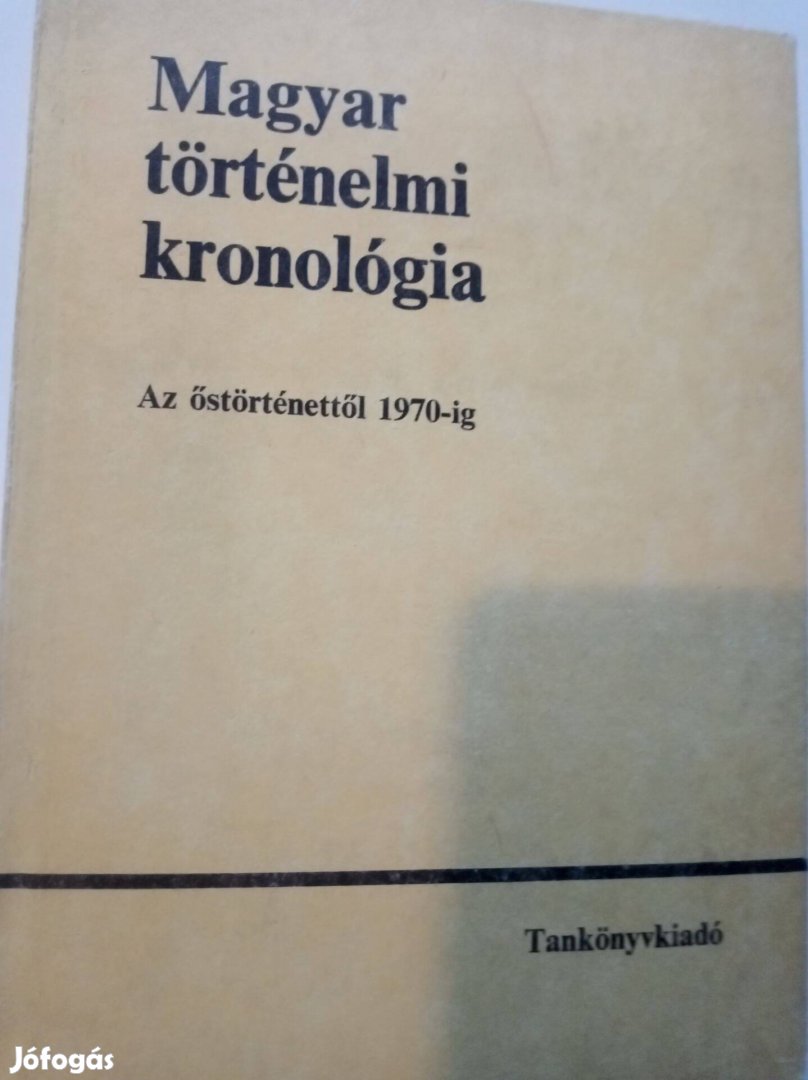 Magyar
történelmi
kronológia
Az őstörténettől 1970-ig
Tankönyvkiadó
Jófogás